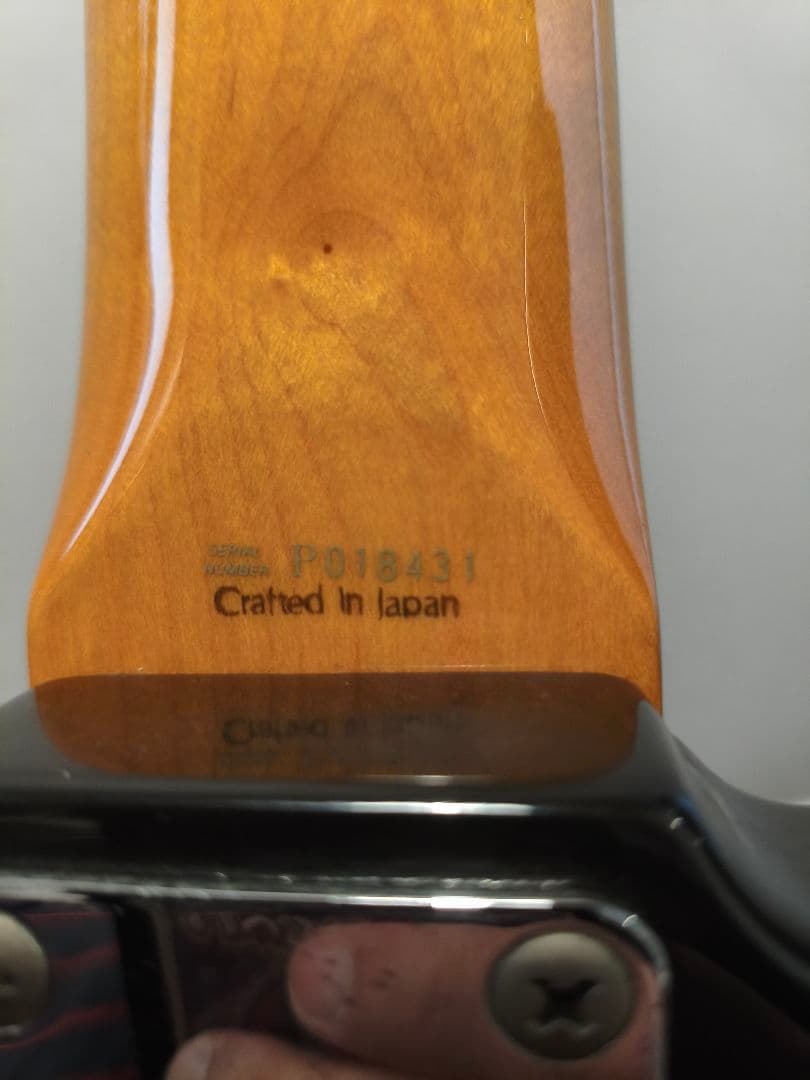 SERIAL
NUMBER P018431
Crafted In Japan